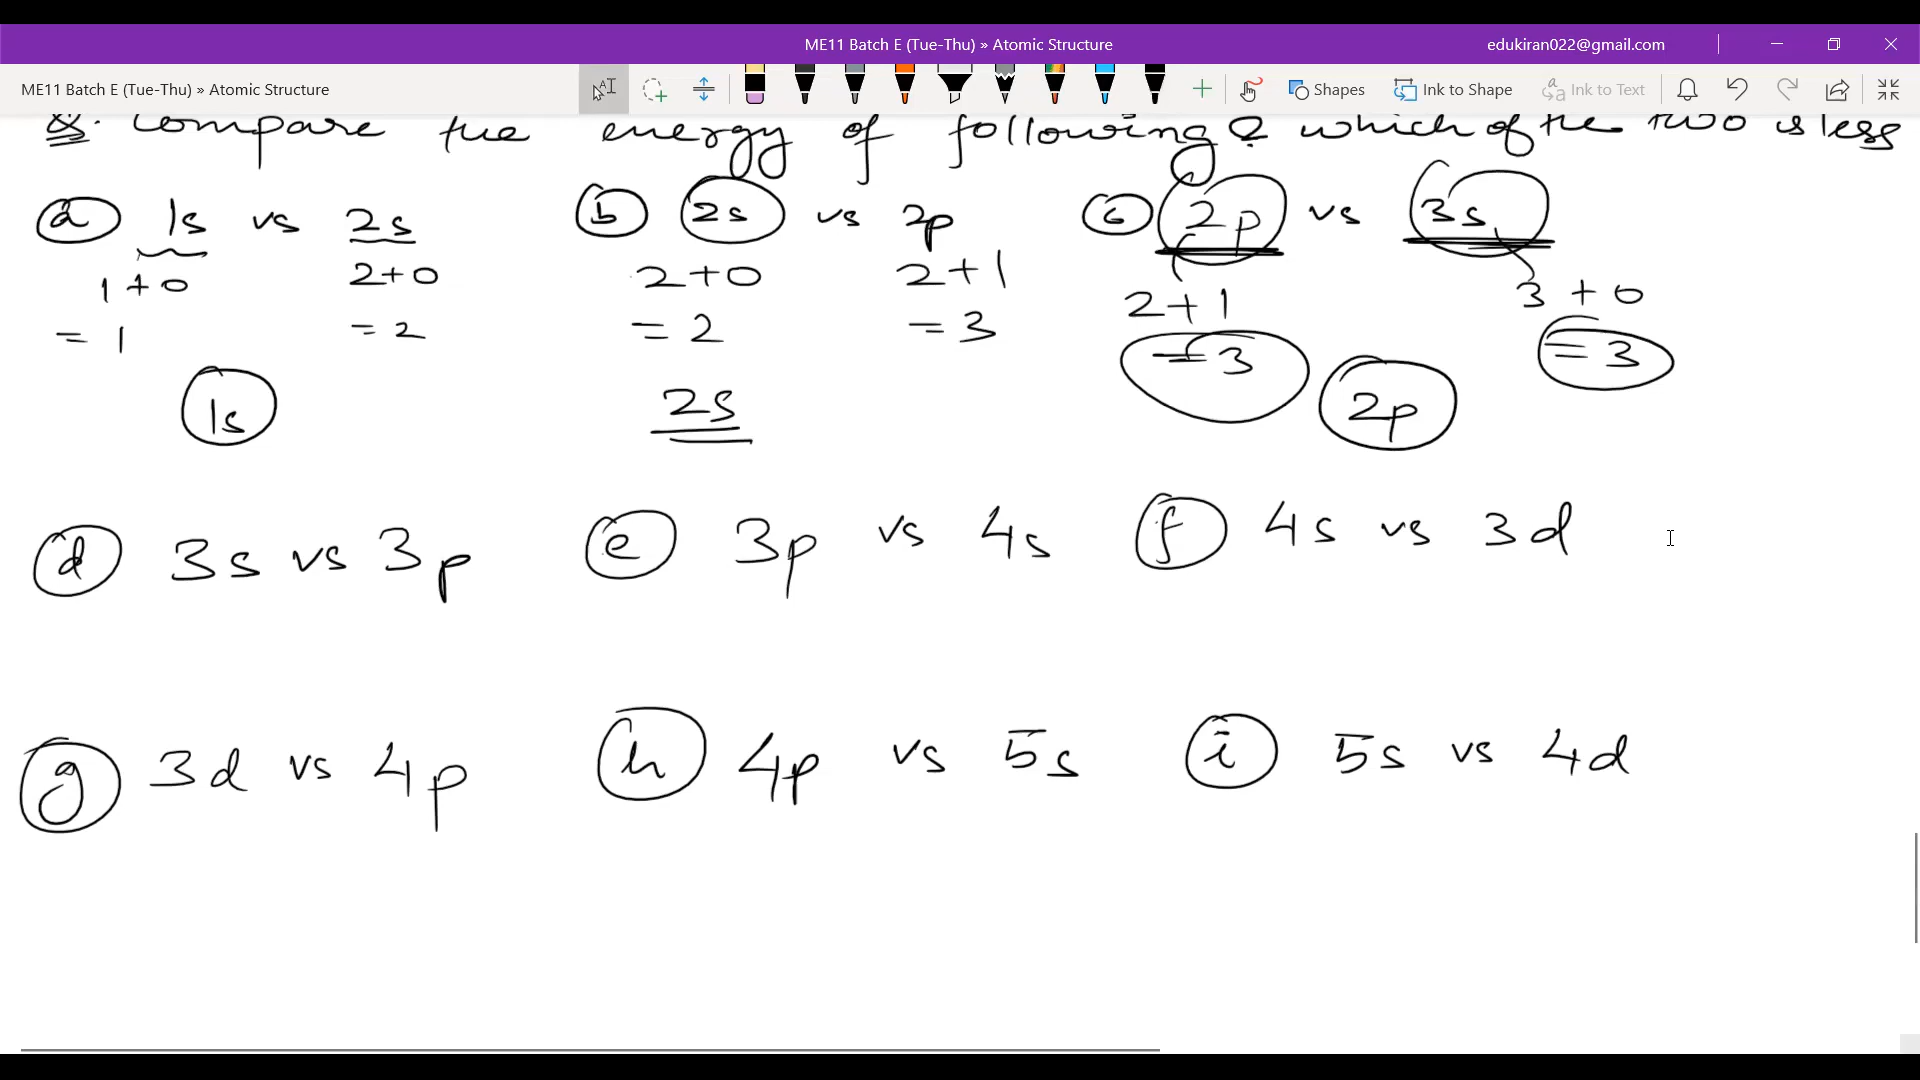 ME11 Batch E (Tue-Thu) » Atomic Structure
edukiran022@gmail.com
ME11 Batch E (Tue-Thu) » Atomic Structure
Shapes
Ink to Shape
Ink to Text
Q. Compare the energy of following & which of the two is less
a 1s vs 2s
b 2s vs 2p
c 2p vs 3s
1+0
2+0
2+0
2+1
2+1
3+0
= 1
= 2
= 2
= 3
= 3
= 3
1s
2s
2p
d 3s vs 3p
e 3p vs 4s
f 4s vs 3d
g 3d vs 4p
h 4p vs 5s
i 5s vs 4d